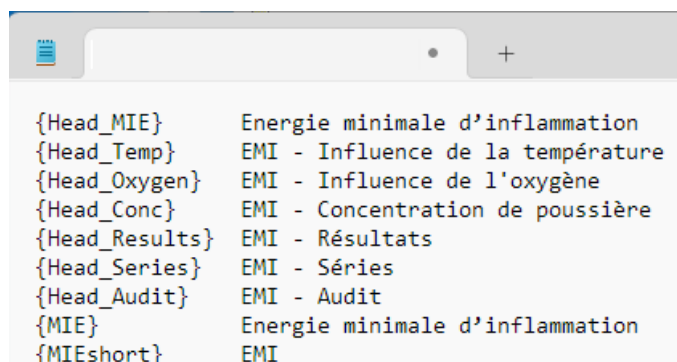 {Head_MIE} Energie minimale d’inflammation
{Head_Temp} EMI - Influence de la température
{Head_Oxygen} EMI - Influence de l'oxygène
{Head_Conc} EMI - Concentration de poussière
{Head_Results} EMI - Résultats
{Head_Series} EMI - Séries
{Head_Audit} EMI - Audit
{MIE} Energie minimale d’inflammation
{MIEshort} EMI